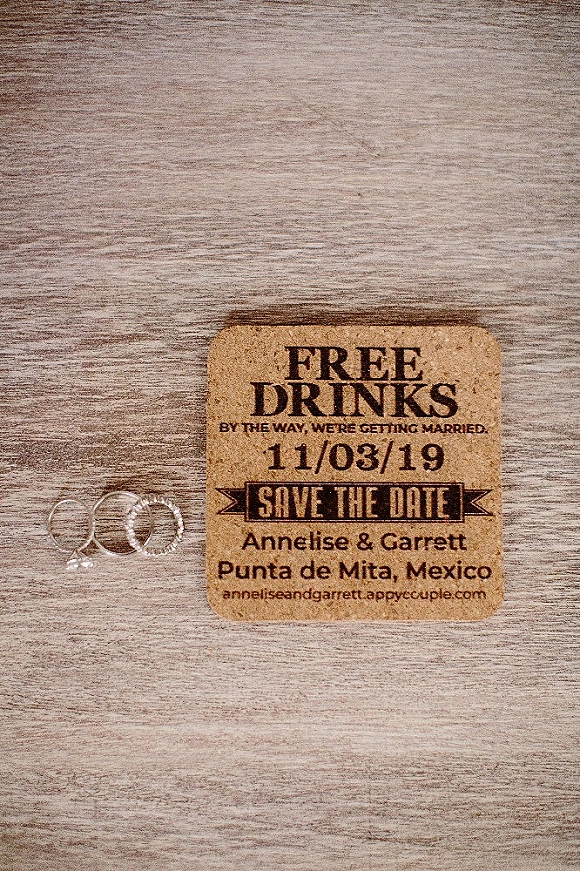 FREE
DRINKS
BY THE WAY, WE'RE GETTING MARRIED.
11/03/19
SAVE THE DATE
Annelise & Garrett
Punta de Mita, Mexico
anneliseandgarrett.appycouple.com